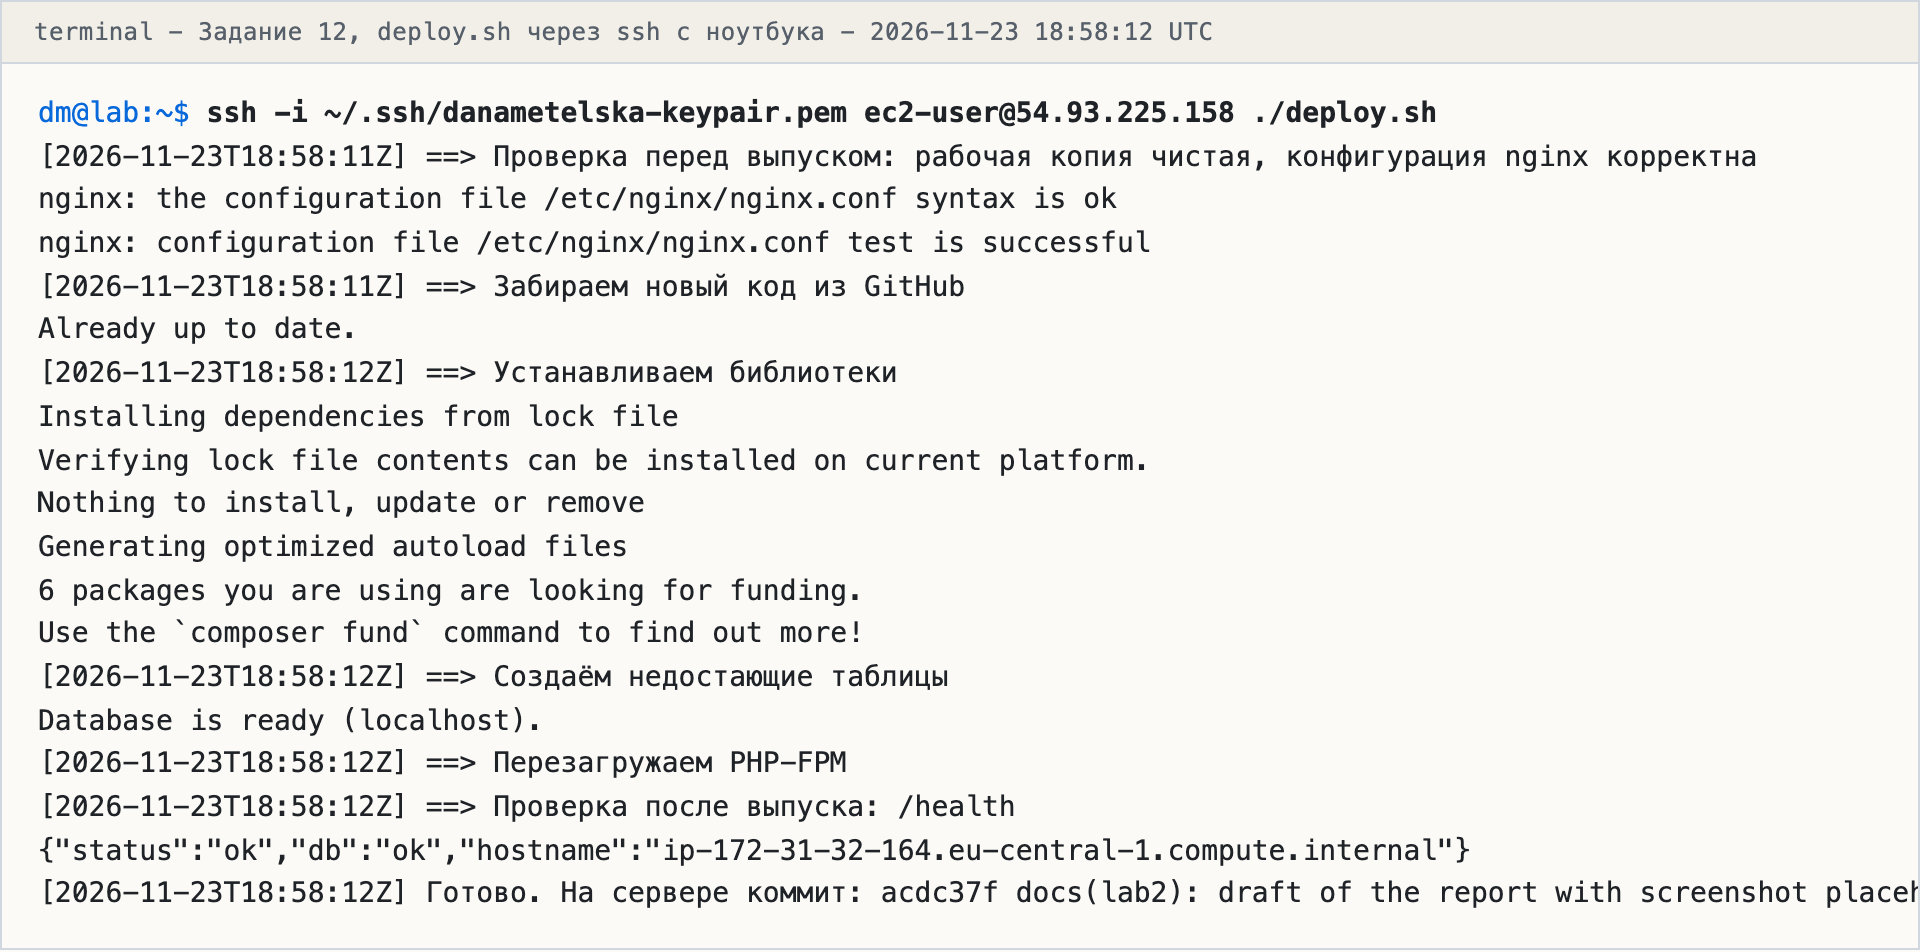 terminal — Задание 12, deploy.sh через ssh с ноутбука — 2026-11-23 18:58:12 UTC
dm@lab:~$ ssh -i ~/.ssh/danametelska-keypair.pem ec2-user@54.93.225.158 ./deploy.sh
[2026-11-23T18:58:11Z] ==> Проверка перед выпуском: рабочая копия чистая, конфигурация nginx корректна
nginx: the configuration file /etc/nginx/nginx.conf syntax is ok
nginx: configuration file /etc/nginx/nginx.conf test is successful
[2026-11-23T18:58:11Z] ==> Забираем новый код из GitHub
Already up to date.
[2026-11-23T18:58:12Z] ==> Устанавливаем библиотеки
Installing dependencies from lock file
Verifying lock file contents can be installed on current platform.
Nothing to install, update or remove
Generating optimized autoload files
6 packages you are using are looking for funding.
Use the `composer fund` command to find out more!
[2026-11-23T18:58:12Z] ==> Создаём недостающие таблицы
Database is ready (localhost).
[2026-11-23T18:58:12Z] ==> Перезагружаем PHP-FPM
[2026-11-23T18:58:12Z] ==> Проверка после выпуска: /health
{"status":"ok","db":"ok","hostname":"ip-172-31-32-164.eu-central-1.compute.internal"}
[2026-11-23T18:58:12Z] Готово. На сервере коммит: acdc37f docs(lab2): draft of the report with screenshot